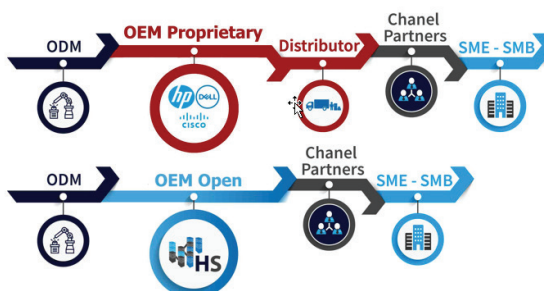 Chanel
Partners
ODM
OEM Proprietary
Distributor
SME - SMB
hp
DELL
CISCO
Chanel
Partners
ODM
OEM Open
SME - SMB
HS